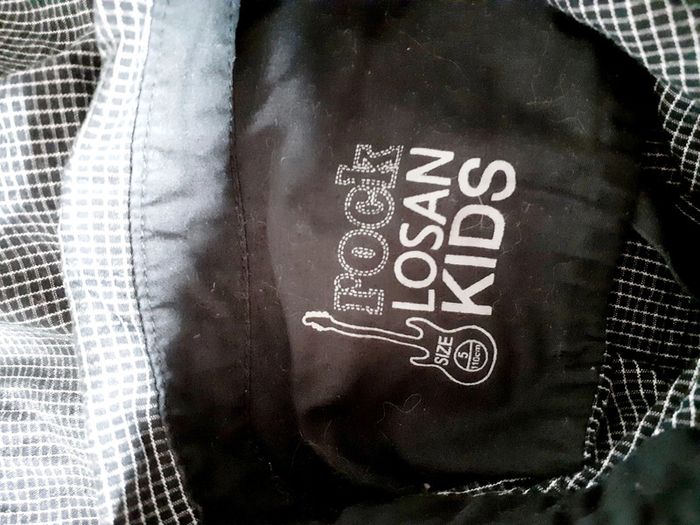 rock
LOSAN
KIDS
SIZE
5
110cm